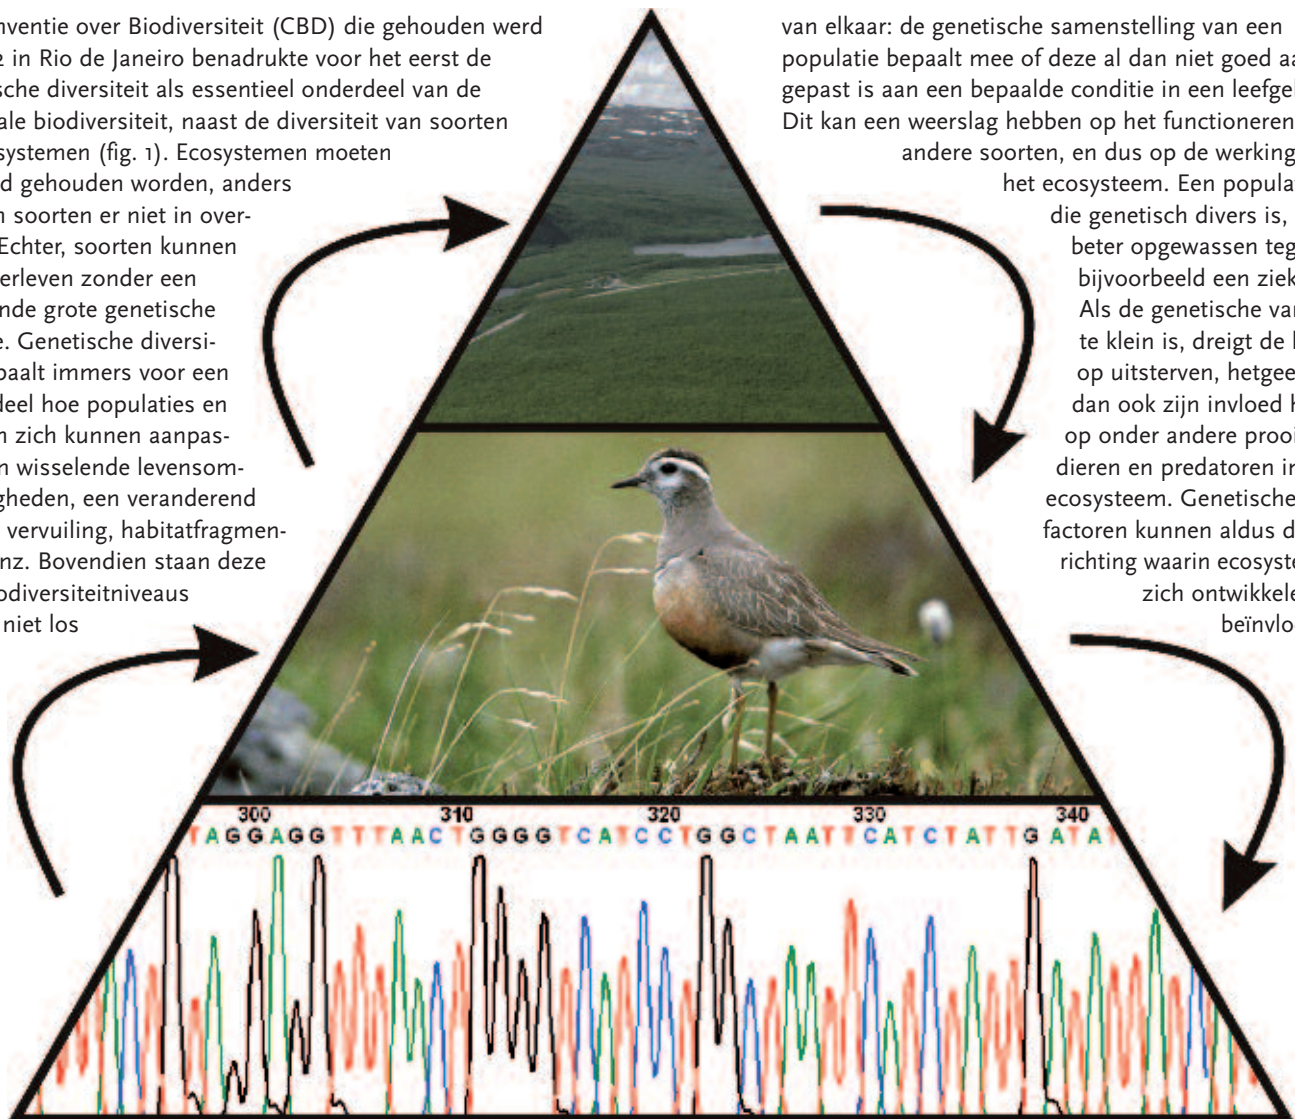 nventie over Biodiversiteit (CBD) die gehouden werd
2 in Rio de Janeiro benadrukte voor het eerst de
sche diversiteit als essentieel onderdeel van de
ale biodiversiteit, naast de diversiteit van soorten
systemen (fig. 1). Ecosystemen moeten
d gehouden worden, anders
n soorten er niet in over-
Echter, soorten kunnen
erleven zonder een
nde grote genetische
e. Genetische diversi-
paalt immers voor een
deel hoe populaties en
n zich kunnen aanpas-
n wisselende levensom-
gheden, een veranderend
vervuiling, habitatfragmen-
nz. Bovendien staan deze
odiversiteitniveaus
niet los
van elkaar: de genetische samenstelling van een
populatie bepaalt mee of deze al dan niet goed aa
gepast is aan een bepaalde conditie in een leefgel
Dit kan een weerslag hebben op het functioneren
andere soorten, en dus op de werking
het ecosysteem. Een populat
die genetisch divers is,
beter opgewassen teg
bijvoorbeeld een ziek
Als de genetische var
te klein is, dreigt de
op uitsterven, hetgee
dan ook zijn invloed h
op onder andere prooi
dieren en predatoren in
ecosysteem. Genetische
factoren kunnen aldus d
richting waarin ecosyste
zich ontwikkele
beïnvloe
300 310 320 330 340
TAGGAGGTTTAACTGGGGTCATCCTGGCTAATTCATCTATTGATAT